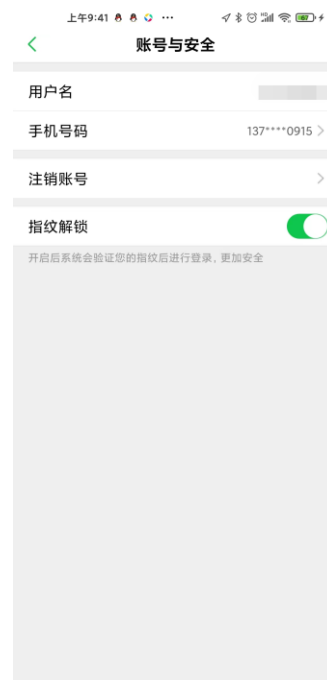 上午9:41
账号与安全
用户名
手机号码 137****0915
注销账号
指纹解锁
开启后系统会验证您的指纹后进行登录，更加安全